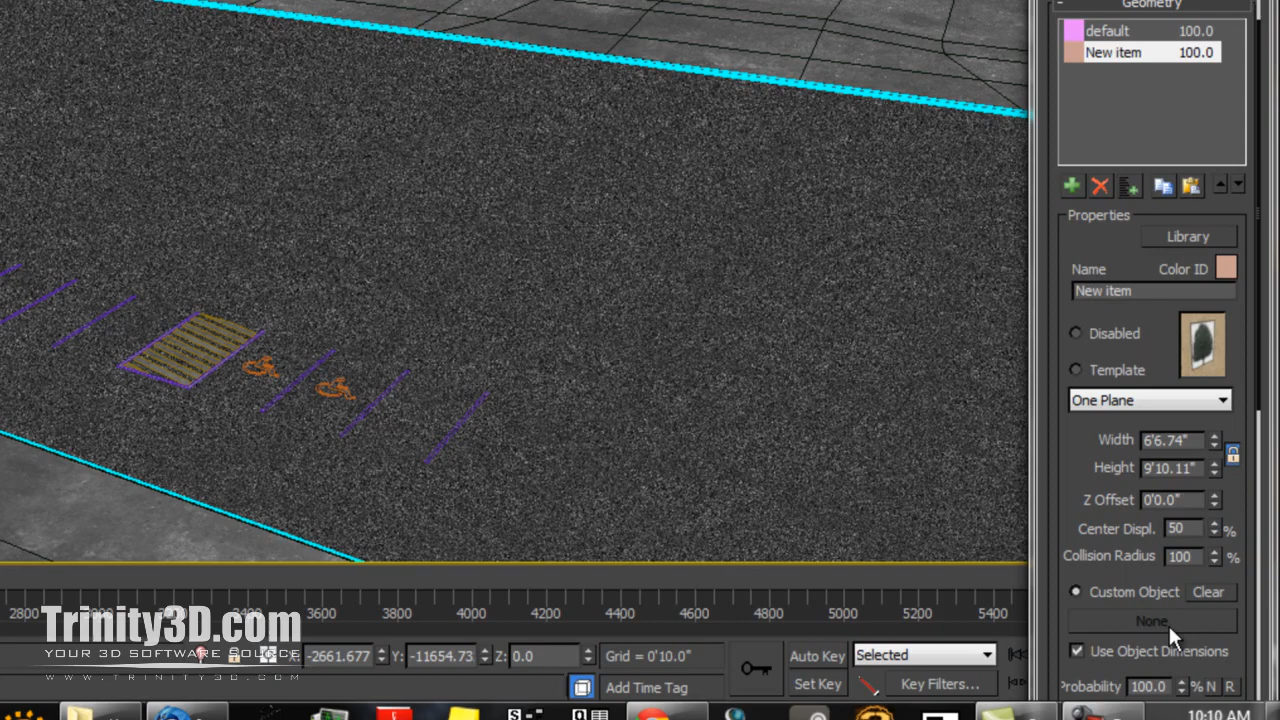 Geometry
default 100.0
New item 100.0
Properties
Library
Name Color ID
New item
Disabled
Template
One Plane
Width 6'6.74"
Height 9'10.11"
Z Offset 0'0.0"
Center Displ. 50 %
Collision Radius 100 %
Custom Object Clear
None
Use Object Dimensions
Probability 100.0 % N R
2800 3400 3600 3800 4000 4200 4400 4600 4800 5000 5200 5400
Trinity3D.com
YOUR 3D SOFTWARE SOURCE
WWW.TRINITY3D.COM
X: -2661.677 Y: -11654.73 Z: 0.0 Grid = 0'10.0" Auto Key Selected
Add Time Tag Set Key Key Filters...
10:10 AM